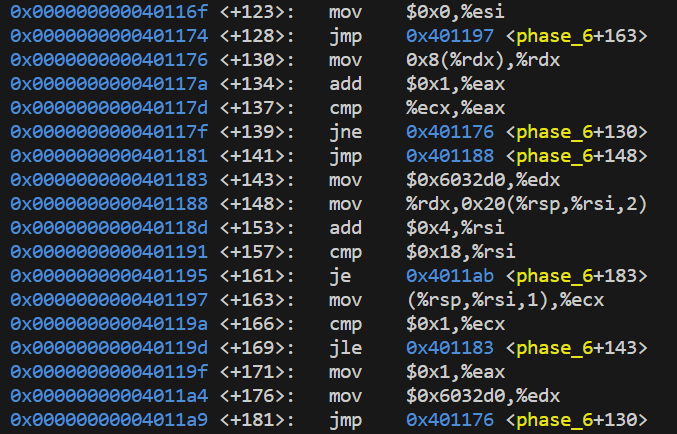 0x000000000040116f <+123>: mov $0x0,%esi
0x0000000000401174 <+128>: jmp 0x401197 <phase_6+163>
0x0000000000401176 <+130>: mov 0x8(%rdx),%rdx
0x000000000040117a <+134>: add $0x1,%eax
0x000000000040117d <+137>: cmp %ecx,%eax
0x000000000040117f <+139>: jne 0x401176 <phase_6+130>
0x0000000000401181 <+141>: jmp 0x401188 <phase_6+148>
0x0000000000401183 <+143>: mov $0x6032d0,%edx
0x0000000000401188 <+148>: mov %rdx,0x20(%rsp,%rsi,2)
0x000000000040118d <+153>: add $0x4,%rsi
0x0000000000401191 <+157>: cmp $0x18,%rsi
0x0000000000401195 <+161>: je 0x4011ab <phase_6+183>
0x0000000000401197 <+163>: mov (%rsp,%rsi,1),%ecx
0x000000000040119a <+166>: cmp $0x1,%ecx
0x000000000040119d <+169>: jle 0x401183 <phase_6+143>
0x000000000040119f <+171>: mov $0x1,%eax
0x00000000004011a4 <+176>: mov $0x6032d0,%edx
0x00000000004011a9 <+181>: jmp 0x401176 <phase_6+130>